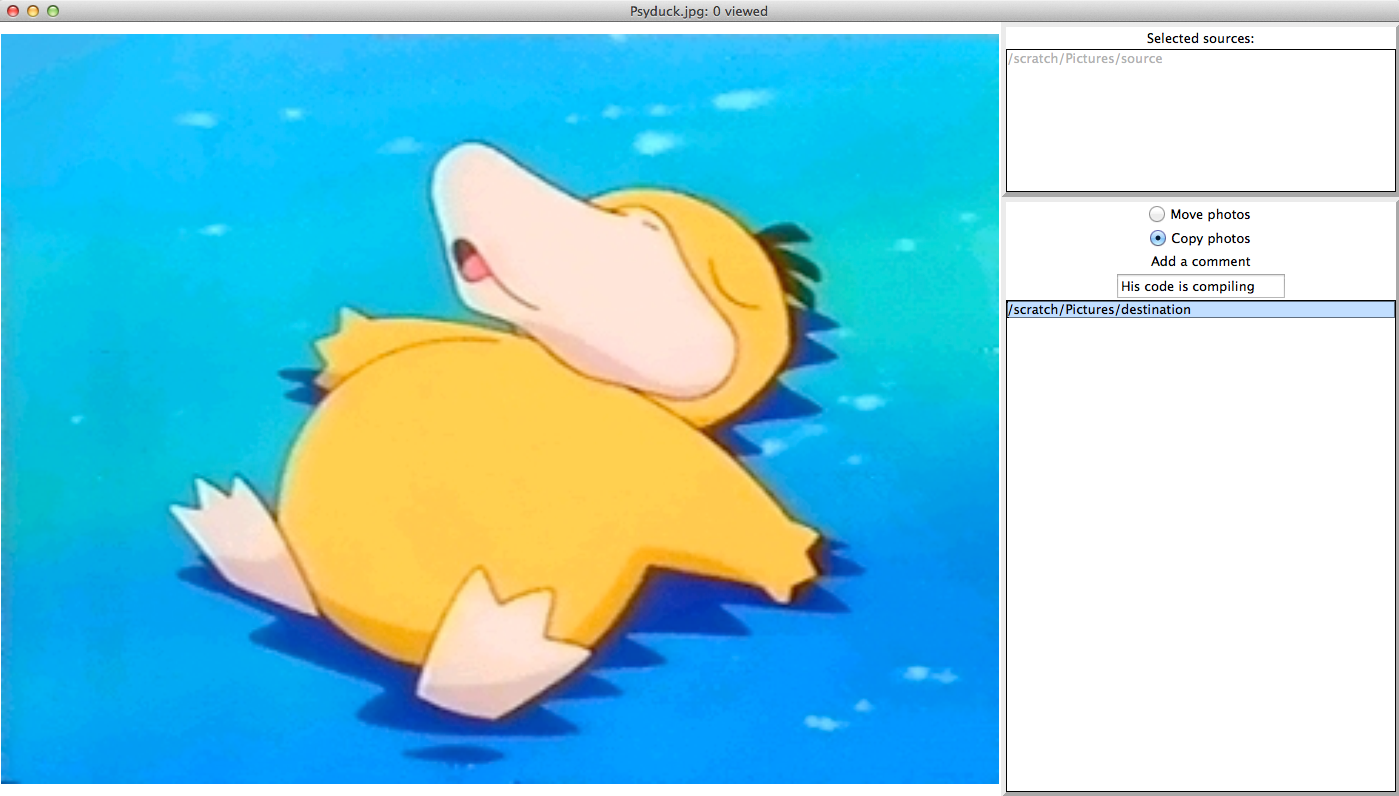 Psyduck.jpg: 0 viewed
Selected sources:
/scratch/Pictures/source
Move photos
Copy photos
Add a comment
His code is compiling
/scratch/Pictures/destination